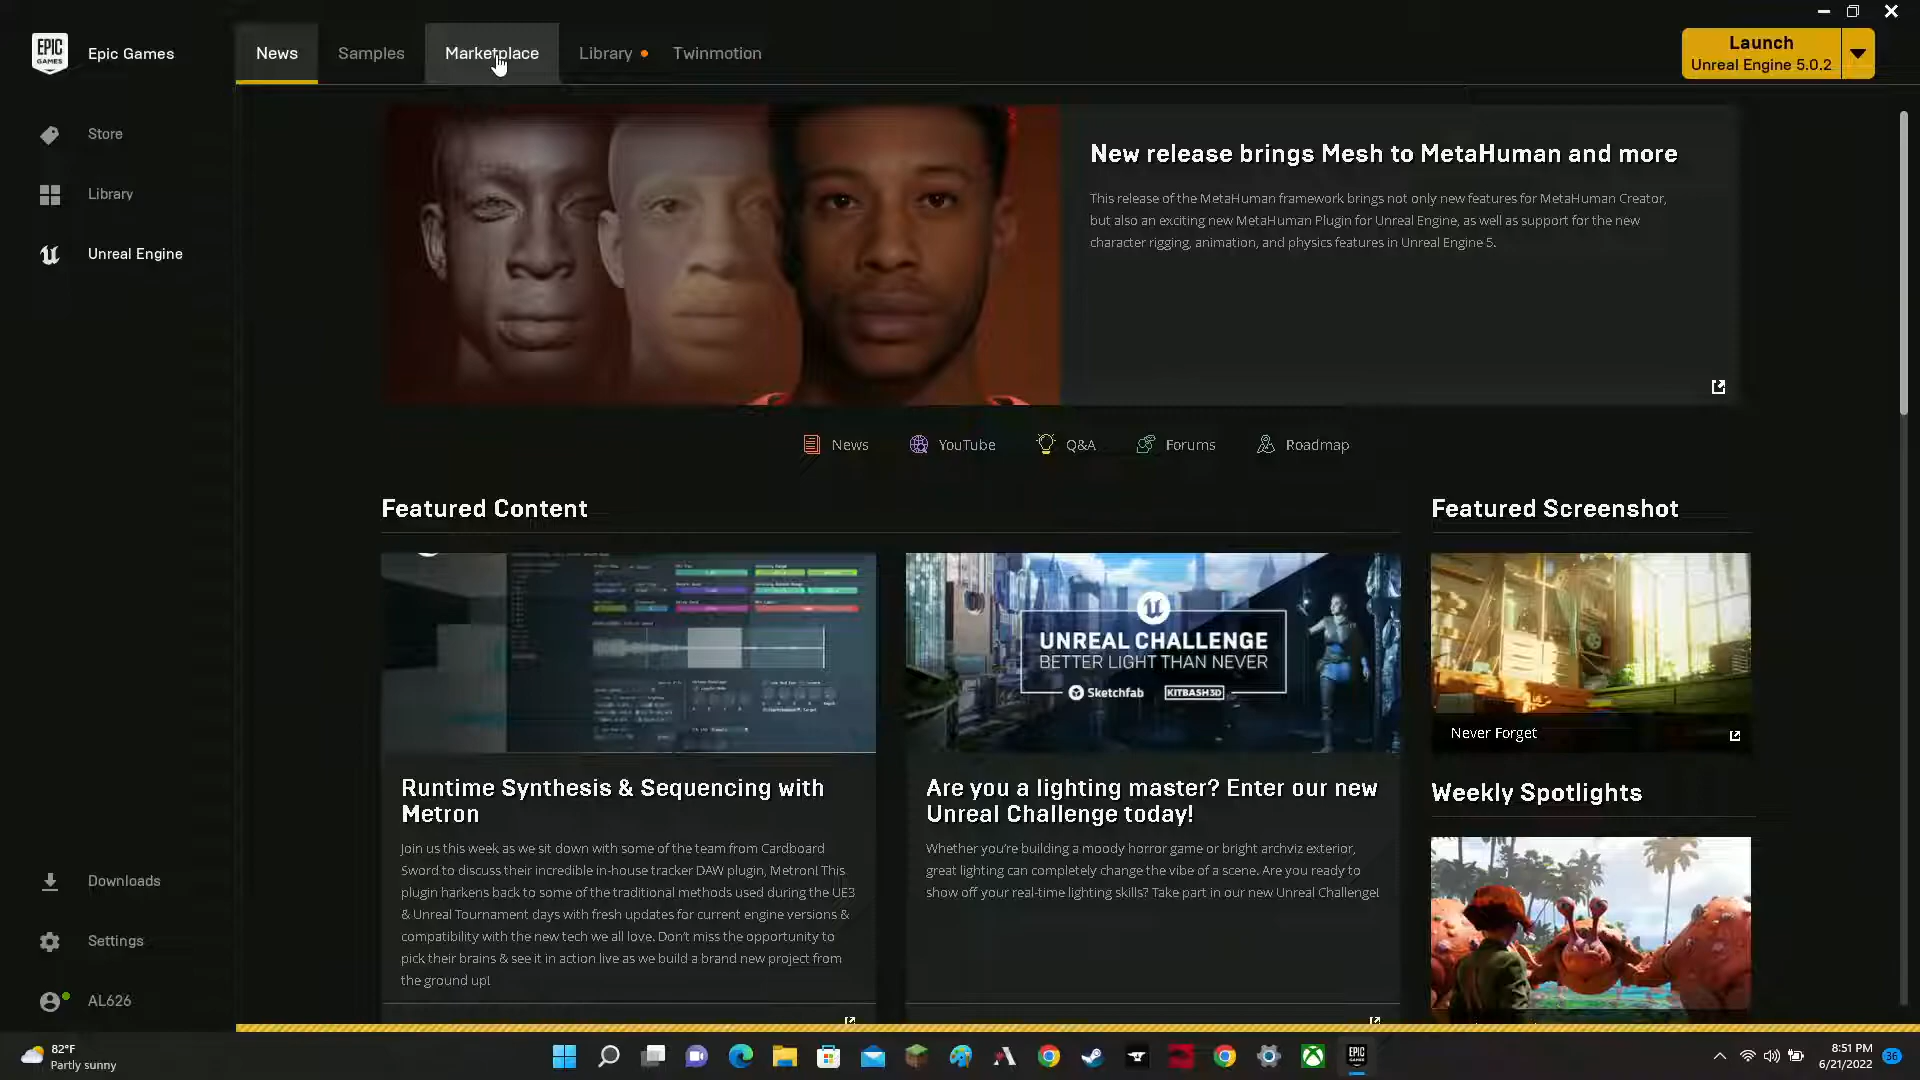 EPIC
GAMES
Epic Games
News
Samples
Marketplace
Library
Twinmotion
Launch
Unreal Engine 5.0.2
Store
Library
Unreal Engine
New release brings Mesh to MetaHuman and more
This release of the MetaHuman framework brings not only new features for MetaHuman Creator,
but also an exciting new MetaHuman Plugin for Unreal Engine, as well as support for the new
character rigging, animation, and physics features in Unreal Engine 5.
News
YouTube
Q&A
Forums
Roadmap
Featured Content
Featured Screenshot
UNREAL CHALLENGE
BETTER LIGHT THAN NEVER
Sketchfab
KITBASH3D
Never Forget
Runtime Synthesis & Sequencing with
Metron
Join us this week as we sit down with some of the team from Cardboard
Sword to discuss their incredible in-house tracker DAW plugin, Metron! This
plugin harkens back to some of the traditional methods used during the UE3
& Unreal Tournament days with fresh updates for current engine versions &
compatibility with the new tech we all love. Don't miss the opportunity to
pick their brains & see it in action live as we build a brand new project from
the ground up!
Are you a lighting master? Enter our new
Unreal Challenge today!
Whether you're building a moody horror game or bright archviz exterior,
great lighting can completely change the vibe of a scene. Are you ready to
show off your real-time lighting skills? Take part in our new Unreal Challenge!
Weekly Spotlights
Downloads
Settings
AL626
82°F
Partly sunny
EPIC
GAMES
8:51 PM
6/21/2022
36